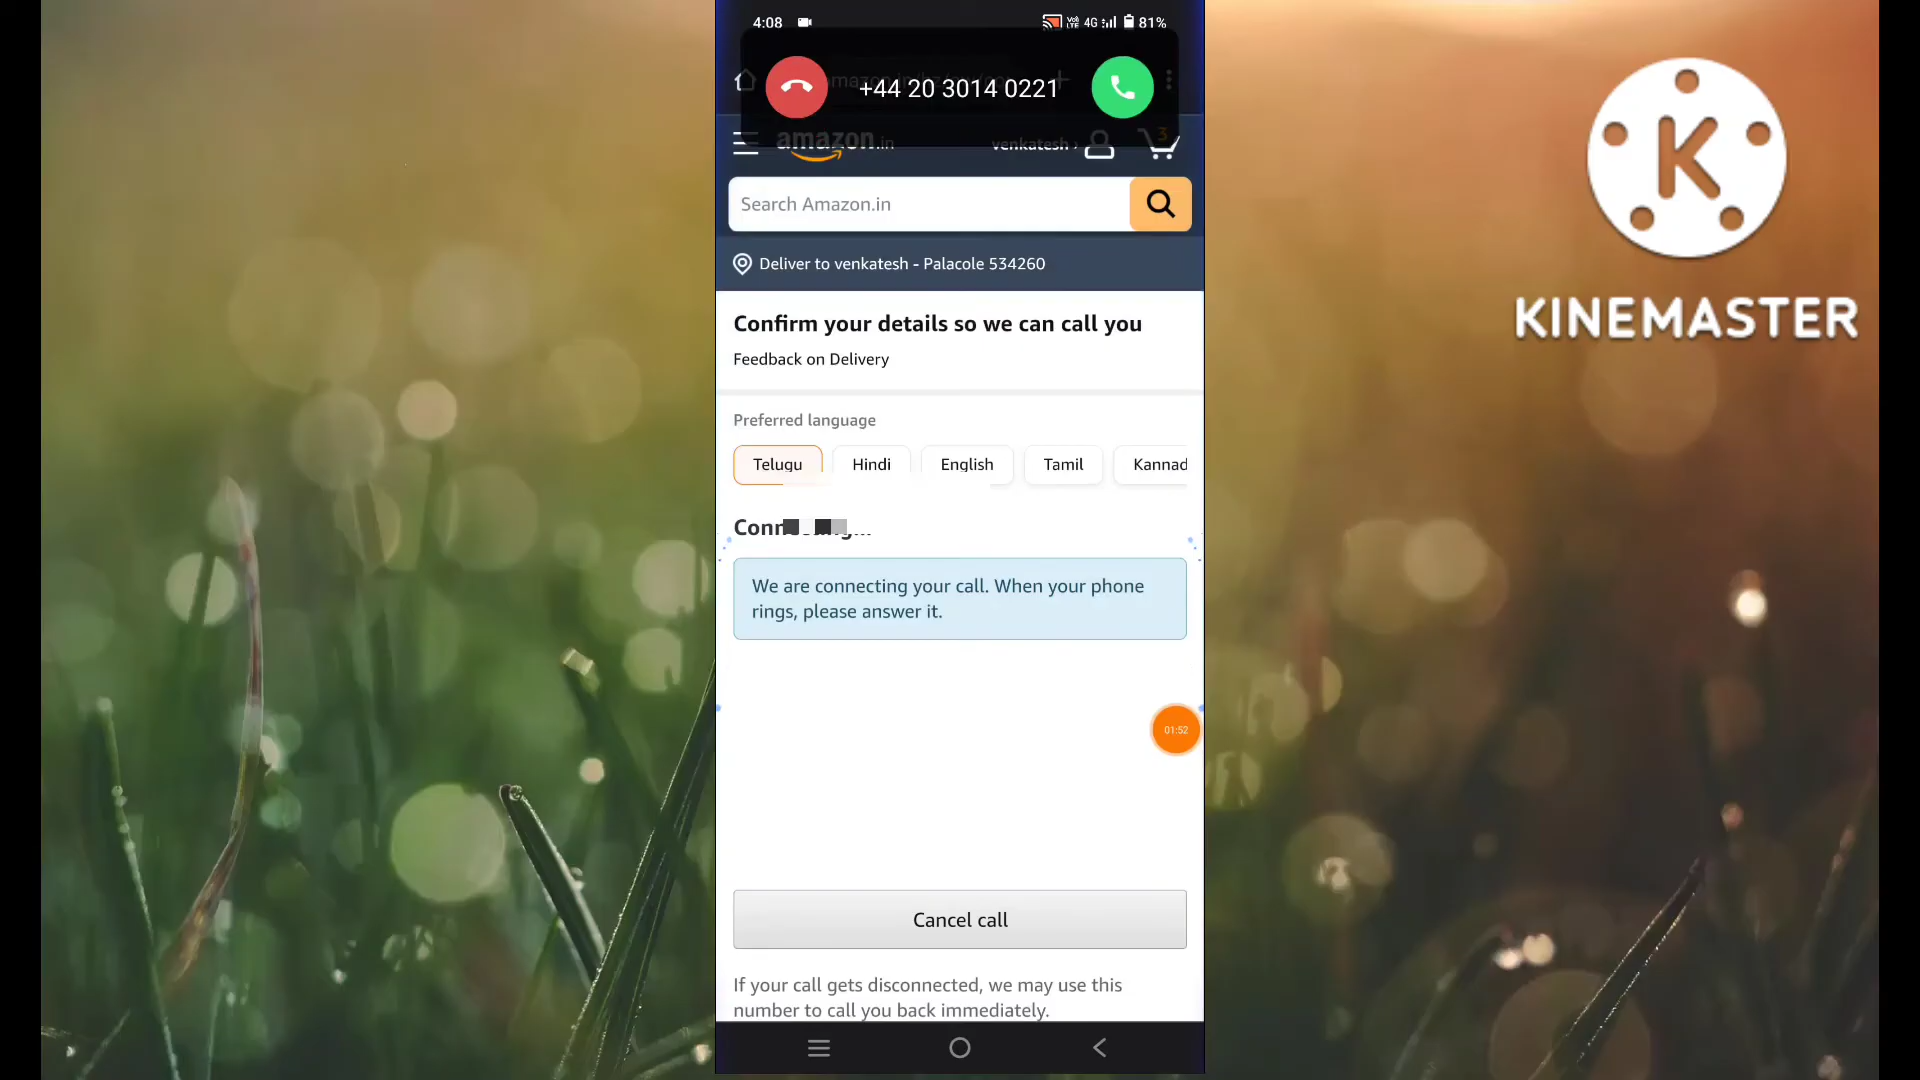 4:08
4G
81%
+44 20 3014 0221
amazon.in
venkatesh ›
3
Search Amazon.in
Deliver to venkatesh - Palacole 534260
Confirm your details so we can call you
Feedback on Delivery
Preferred language
Telugu
Hindi
English
Tamil
Kannad
We are connecting your call. When your phone
rings, please answer it.
01:52
Cancel call
If your call gets disconnected, we may use this
number to call you back immediately.
K
KINEMASTER